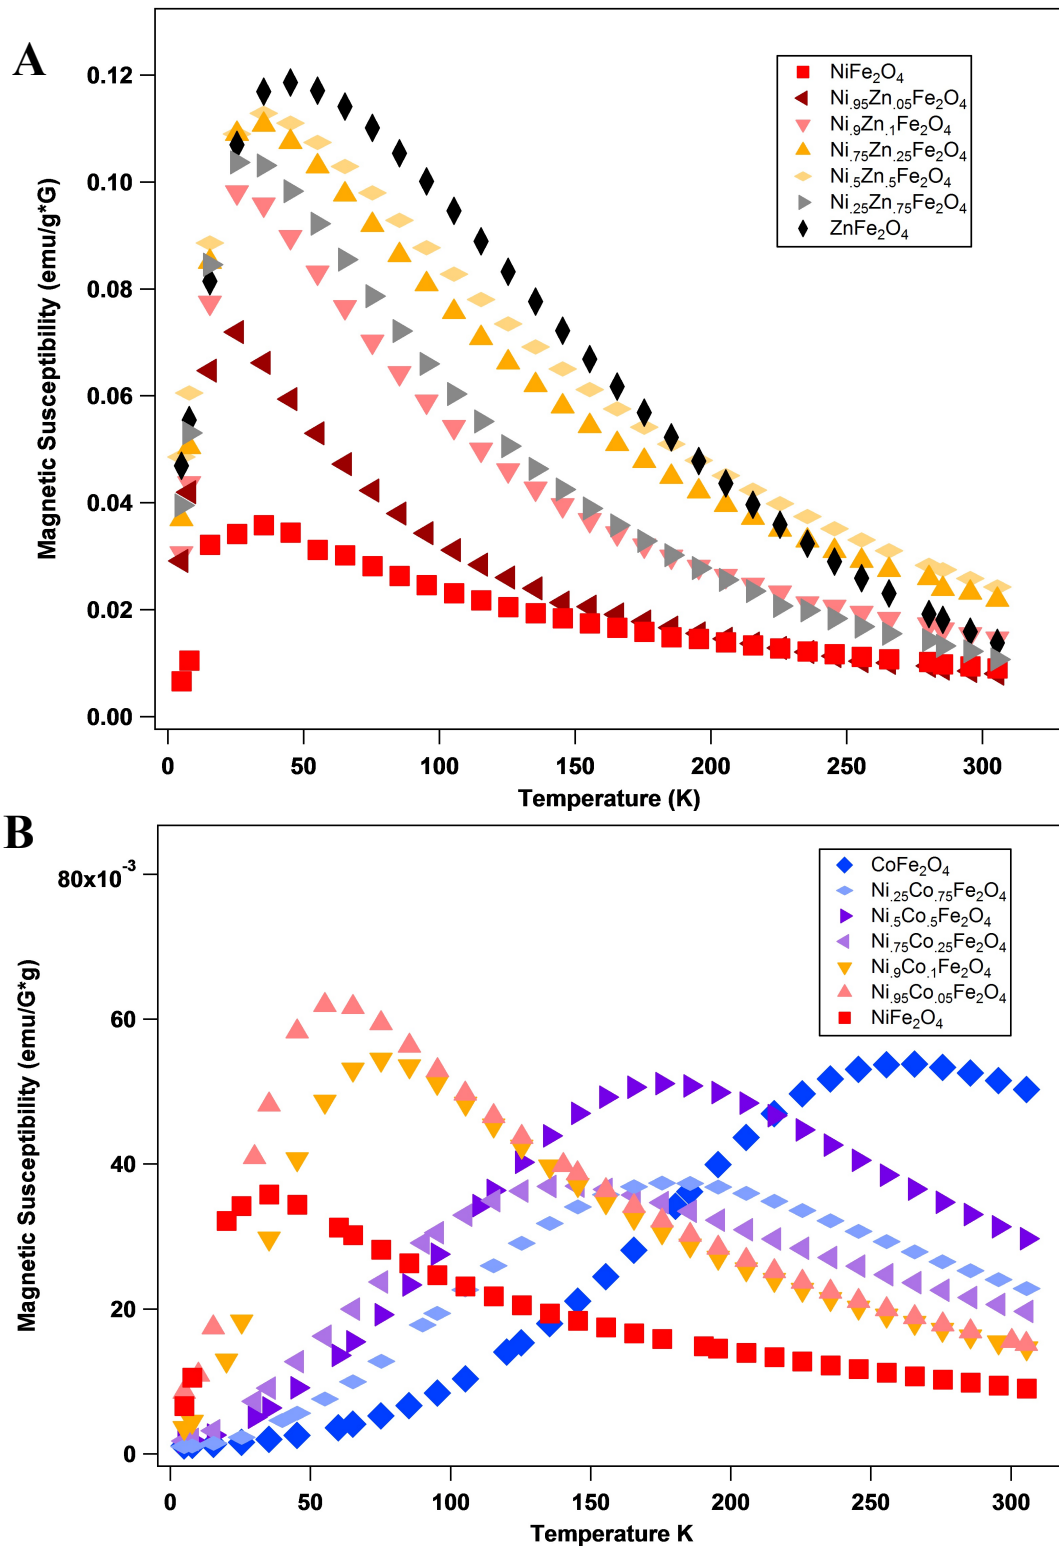 A
0.12
0.10
0.08
0.06
0.04
0.02
0.00
Magnetic Susceptibility (emu/g*G)
NiFe₂O₄
Ni.₉₅Zn.₀₅Fe₂O₄
Ni.₉Zn.₁Fe₂O₄
Ni.₇₅Zn.₂₅Fe₂O₄
Ni.₅Zn.₅Fe₂O₄
Ni.₂₅Zn.₇₅Fe₂O₄
ZnFe₂O₄
0 50 100 150 200 250 300
Temperature (K)
B
80x10⁻³
60
40
20
0
Magnetic Susceptibility (emu/G*g)
CoFe₂O₄
Ni.₂₅Co.₇₅Fe₂O₄
Ni.₅Co.₅Fe₂O₄
Ni.₇₅Co.₂₅Fe₂O₄
Ni.₉Co.₁Fe₂O₄
Ni.₉₅Co.₀₅Fe₂O₄
NiFe₂O₄
0 50 100 150 200 250 300
Temperature K